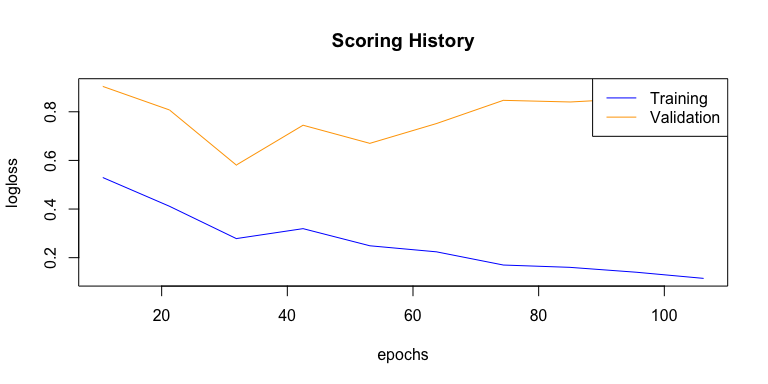 Scoring History
Training
Validation
logloss
0.8
0.6
0.4
0.2
20 40 60 80 100
epochs